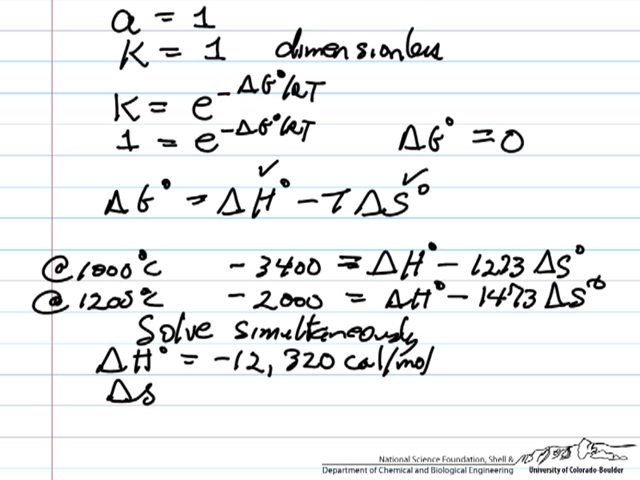 a = 1
K = 1 dimensionless
K = e^-ΔG°/RT
1 = e^-ΔG°/RT ΔG° = 0
✓ ✓
ΔG° = ΔH° - TΔS°
@1000°C - 3400 = ΔH° - 1223 ΔS°
@1200°C - 2000 = ΔH° - 1473 ΔS°
Solve simultaneously
ΔH° = -12,320 cal/mol
ΔS
National Science Foundation, Shell &
Department of Chemical and Biological Engineering University of Colorado-Boulder